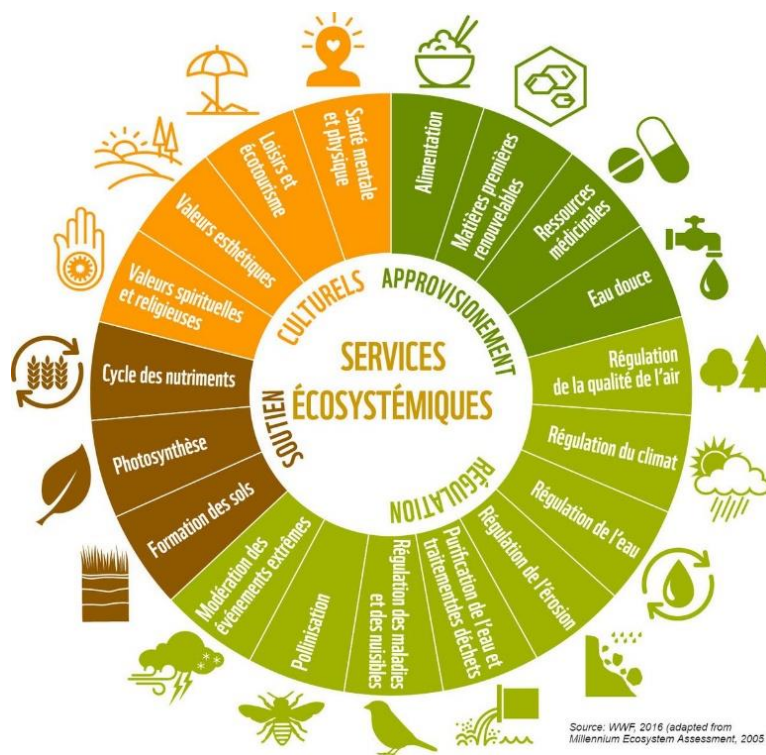 SERVICES
ÉCOSYSTÉMIQUES
CULTURELS
APPROVISIONEMENT
RÉGULATION
SOUTIEN
Alimentation
Matières premières
renouvelables
Ressources
médicinales
Eau douce
Régulation
de la qualité de l'air
Régulation du climat
Régulation de l'eau
Régulation de l'érosion
Purification de l'eau et
traitementdes déchets
Régulation des maladies
et des nuisibles
Pollinisation
Modération des
événements extrêmes
Formation des sols
Photosynthèse
Cycle des nutriments
Valeurs spirituelles
et religieuses
Valeurs esthétiques
Loisirs et
écotourisme
Santé mentale
et physique
Source: WWF, 2016 (adapted from
Millennium Ecosystem Assessment, 2005